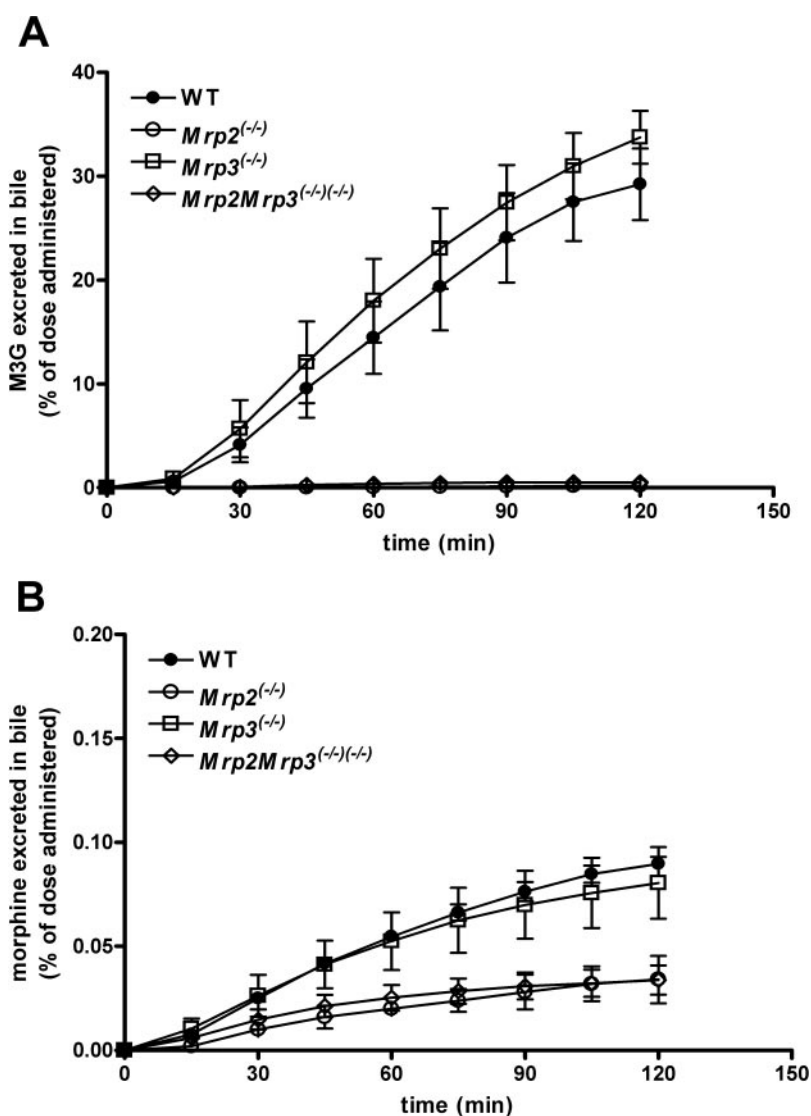 A
M3G excreted in bile
(% of dose administered)
40
30
20
10
0
WT
Mrp2(-/-)
Mrp3(-/-)
Mrp2Mrp3(-/-)(-/-)
0 30 60 90 120 150
time (min)
B
morphine excreted in bile
(% of dose administered)
0.20
0.15
0.10
0.05
0.00
WT
Mrp2(-/-)
Mrp3(-/-)
Mrp2Mrp3(-/-)(-/-)
0 30 60 90 120 150
time (min)